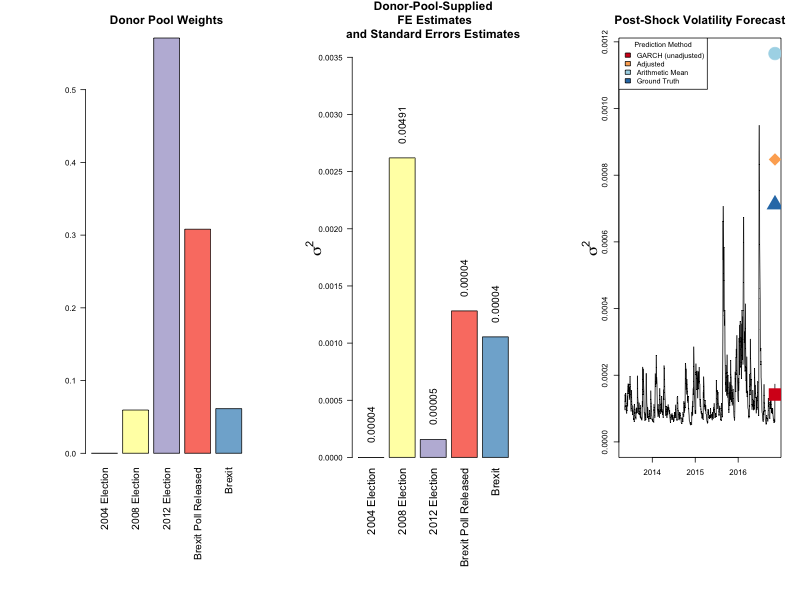 Donor Pool Weights
0.0
0.1
0.2
0.3
0.4
0.5
2004 Election
2008 Election
2012 Election
Brexit Poll Released
Brexit
Donor-Pool-Supplied
FE Estimates
and Standard Errors Estimates
σ2
0.0000
0.0005
0.0010
0.0015
0.0020
0.0025
0.0030
0.0035
0.00004
0.00491
0.00005
0.00004
0.00004
2004 Election
2008 Election
2012 Election
Brexit Poll Released
Brexit
Post-Shock Volatility Forecast
σ2
0.0000
0.0002
0.0004
0.0006
0.0008
0.0010
0.0012
Prediction Method
GARCH (unadjusted)
Adjusted
Arithmetic Mean
Ground Truth
2014
2015
2016